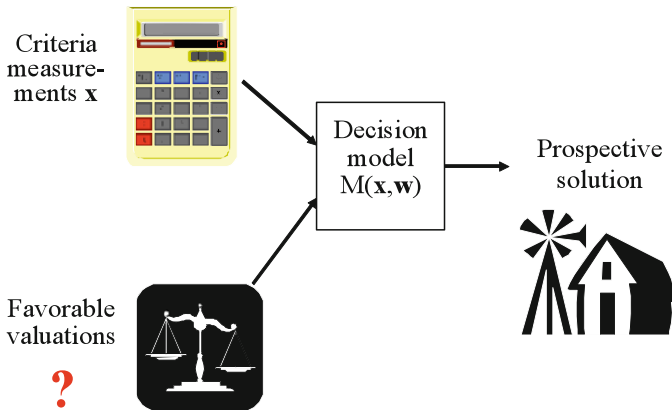 Criteria
measure-
ments x
Decision
model
M(x,w)
Prospective
solution
Favorable
valuations
?